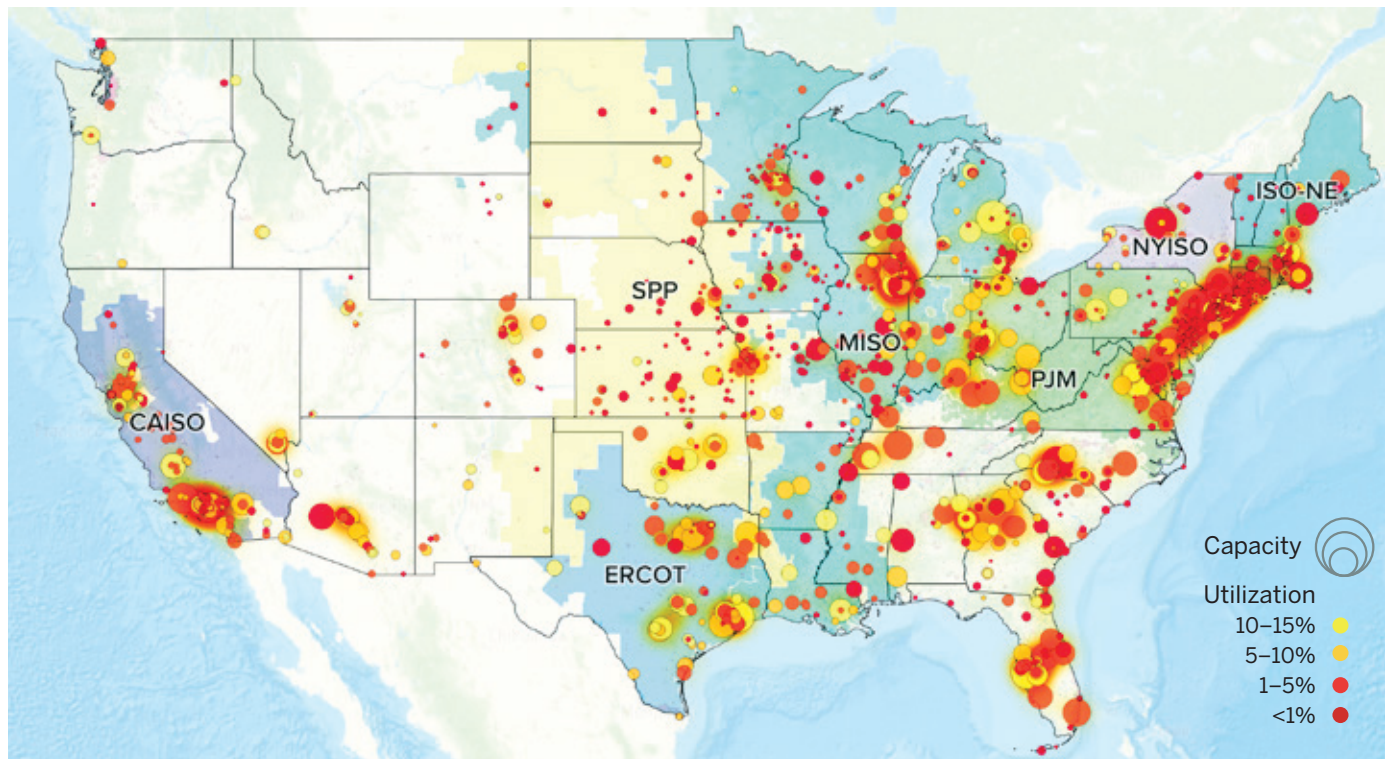 ISO-NE
NYISO
SPP
MISO
PJM
CAISO
ERCOT
Capacity
Utilization
10–15%
5–10%
1–5%
<1%